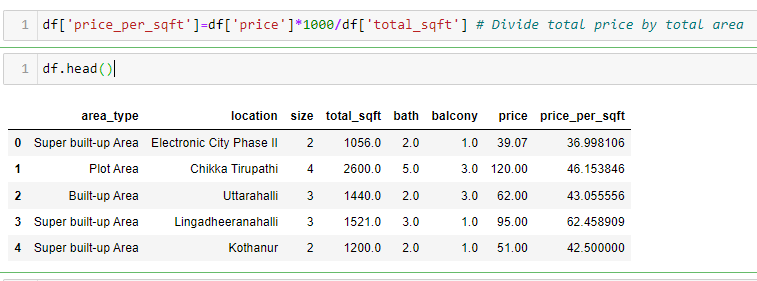 1 df['price_per_sqft']=df['price']*1000/df['total_sqft'] # Divide total price by total area
1 df.head()
area_type location size total_sqft bath balcony price price_per_sqft
0 Super built-up Area Electronic City Phase II 2 1056.0 2.0 1.0 39.07 36.998106
1 Plot Area Chikka Tirupathi 4 2600.0 5.0 3.0 120.00 46.153846
2 Built-up Area Uttarahalli 3 1440.0 2.0 3.0 62.00 43.055556
3 Super built-up Area Lingadheeranahalli 3 1521.0 3.0 1.0 95.00 62.458909
4 Super built-up Area Kothanur 2 1200.0 2.0 1.0 51.00 42.500000